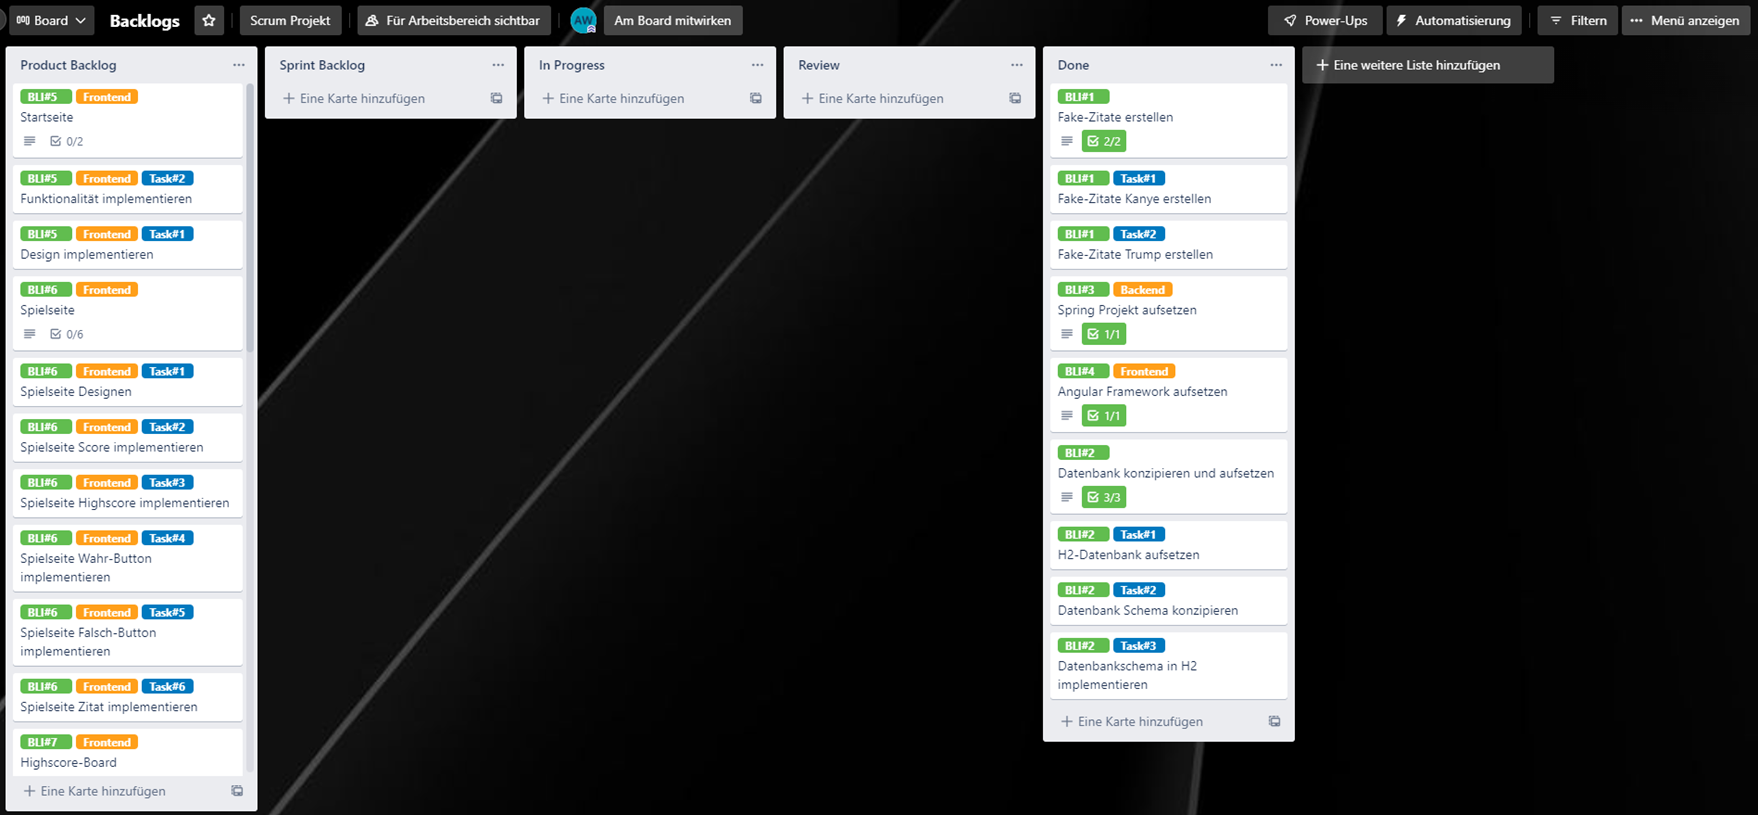 Board
Backlogs
Scrum Projekt
Für Arbeitsbereich sichtbar
AW
Am Board mitwirken
Power-Ups
Automatisierung
Filtern
Menü anzeigen
Product Backlog
BLI#5 Frontend
Startseite
0/2
BLI#5 Frontend Task#2
Funktionalität implementieren
BLI#5 Frontend Task#1
Design implementieren
BLI#6 Frontend
Spielseite
0/6
BLI#6 Frontend Task#1
Spielseite Designen
BLI#6 Frontend Task#2
Spielseite Score implementieren
BLI#6 Frontend Task#3
Spielseite Highscore implementieren
BLI#6 Frontend Task#4
Spielseite Wahr-Button
implementieren
BLI#6 Frontend Task#5
Spielseite Falsch-Button
implementieren
BLI#6 Frontend Task#6
Spielseite Zitat implementieren
BLI#7 Frontend
Highscore-Board
+ Eine Karte hinzufügen
Sprint Backlog
+ Eine Karte hinzufügen
In Progress
+ Eine Karte hinzufügen
Review
+ Eine Karte hinzufügen
Done
BLI#1
Fake-Zitate erstellen
2/2
BLI#1 Task#1
Fake-Zitate Kanye erstellen
BLI#1 Task#2
Fake-Zitate Trump erstellen
BLI#3 Backend
Spring Projekt aufsetzen
1/1
BLI#4 Frontend
Angular Framework aufsetzen
1/1
BLI#2
Datenbank konzipieren und aufsetzen
3/3
BLI#2 Task#1
H2-Datenbank aufsetzen
BLI#2 Task#2
Datenbank Schema konzipieren
BLI#2 Task#3
Datenbankschema in H2
implementieren
+ Eine Karte hinzufügen
+ Eine weitere Liste hinzufügen